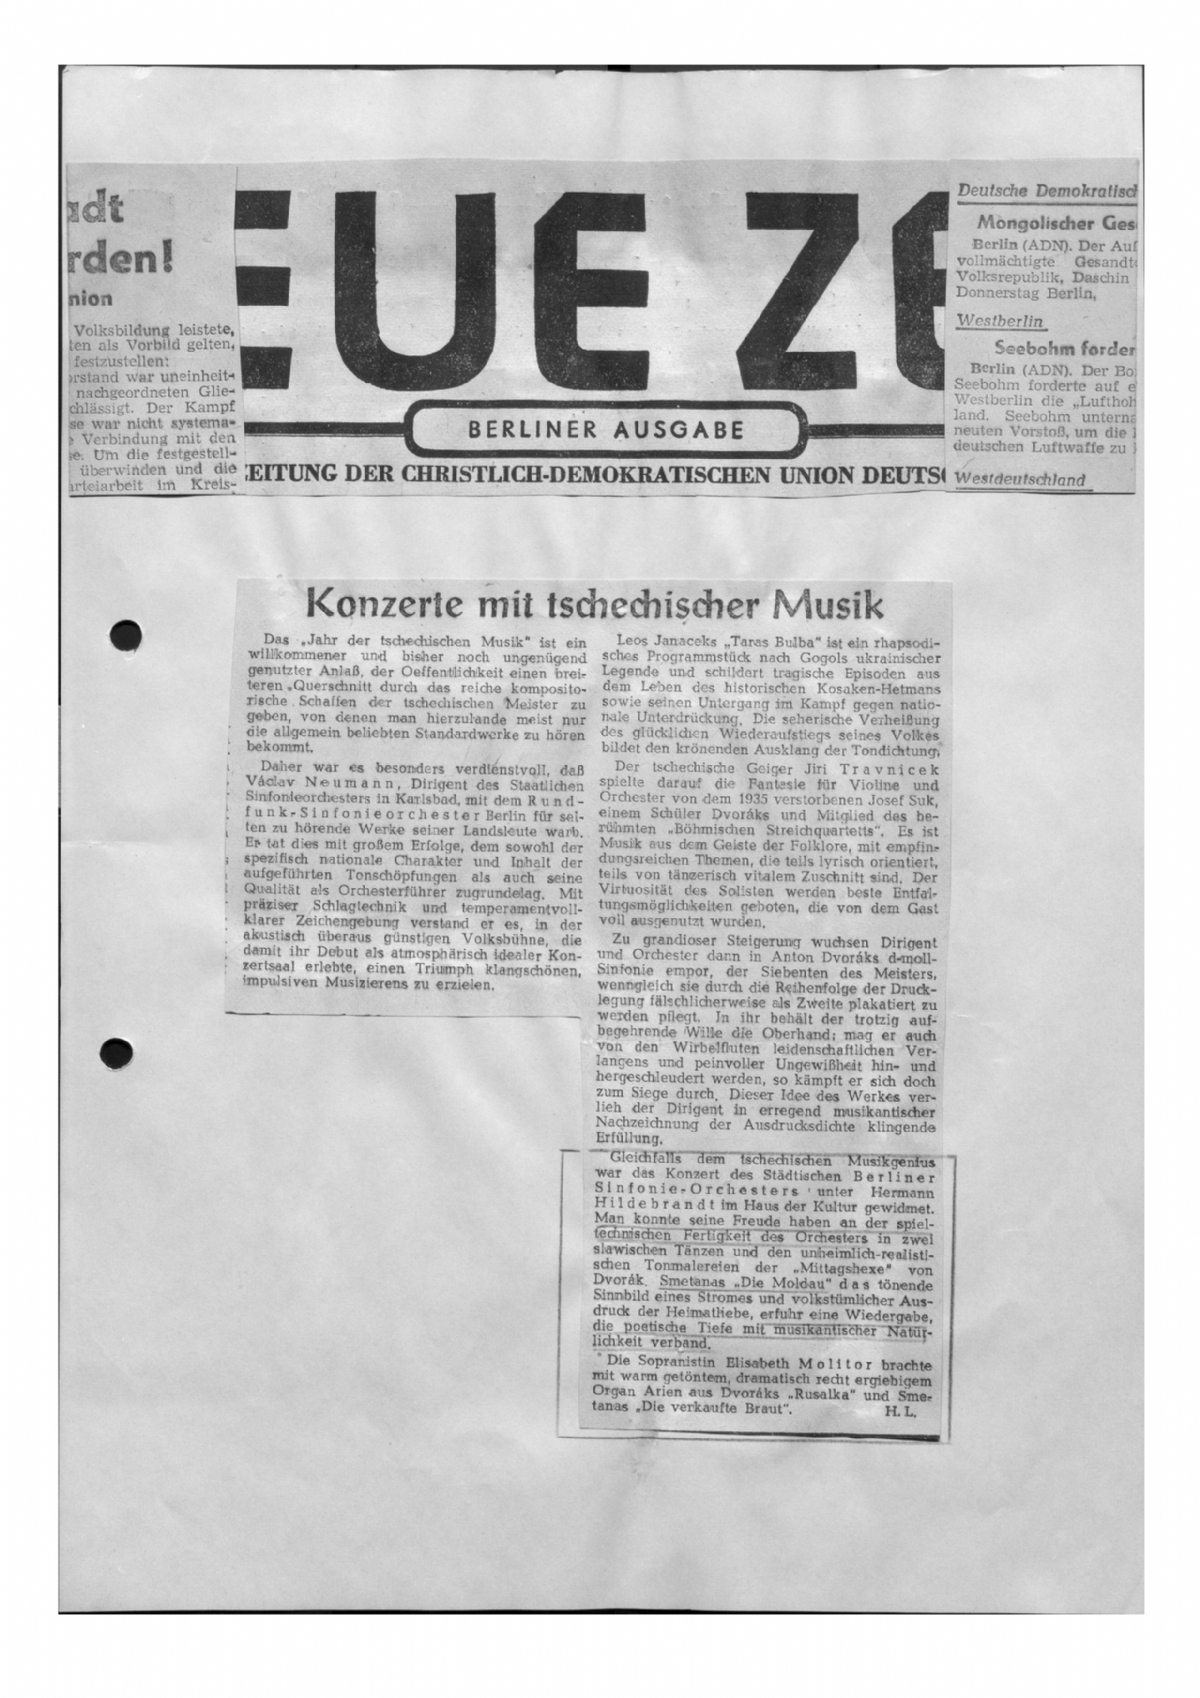 adt
rden!
nion
Volksbildung leistete,
ten als Vorbild gelten,
festzustellen:
rstand war uneinheit-
nachgeordneten Glie-
chlässigt. Der Kampf
se war nicht systema-
e Verbindung mit den
e. Um die festgestell-
überwinden und die
arteiarbeit im Kreis-
EUE ZE
BERLINER AUSGABE
EITUNG DER CHRISTLICH-DEMOKRATISCHEN UNION DEUTSC
Deutsche Demokratisch
Mongolischer Ges
Berlin (ADN). Der Auf
vollmächtigte Gesandt
Volksrepublik, Daschin
Donnerstag Berlin,
Westberlin
Seebohm forder
Berlin (ADN). Der Bo
Seebohm forderte auf e
Westberlin die „Lufthoh
land. Seebohm unterna
neuten Vorstoß, um die
deutschen Luftwaffe zu
Westdeutschland
Konzerte mit tschechischer Musik
Das „Jahr der tschechischen Musik" ist ein
willkommener und bisher noch ungenügend
genutzter Anlaß, der Oeffentlichkeit einen brei-
teren Querschnitt durch das reiche komposito-
rische Schaffen der tschechischen Meister zu
geben, von denen man hierzulande meist nur
die allgemein beliebten Standardwerke zu hören
bekommt.
Daher war es besonders verdienstvoll, daß
Václav Neumann, Dirigent des Staatlichen
Sinfonieorchesters in Karlsbad, mit dem Rund-
funk-Sinfonieorchester Berlin für sel-
ten zu hörende Werke seiner Landsleute warb.
Er tat dies mit großem Erfolge, dem sowohl der
spezifisch nationale Charakter und Inhalt der
aufgeführten Tonschöpfungen als auch seine
Qualität als Orchesterführer zugrundelag. Mit
präziser Schlagtechnik und temperamentvoll-
klarer Zeichengebung verstand er es, in der
akustisch überaus günstigen Volksbühne, die
damit ihr Debut als atmosphärisch idealer Kon-
zertsaal erlebte, einen Triumph klangschönen,
impulsiven Musizierens zu erzielen.
Leos Janaceks „Taras Bulba" ist ein rhapsodi-
sches Programmstück nach Gogols ukrainischer
Legende und schildert tragische Episoden aus
dem Leben des historischen Kosaken-Hetmans
sowie seinen Untergang im Kampf gegen natio-
nale Unterdrückung. Die seherische Verheißung
des glücklichen Wiederaufstiegs seines Volkes
bildet den krönenden Ausklang der Tondichtung.
Der tschechische Geiger Jiri Travnicek
spielte darauf die Fantasie für Violine und
Orchester von dem 1935 verstorbenen Josef Suk,
einem Schüler Dvoráks und Mitglied des be-
rühmten „Böhmischen Streichquartetts". Es ist
Musik aus dem Geiste der Folklore, mit empfin-
dungsreichen Themen, die teils lyrisch orientiert,
teils von tänzerisch vitalem Zuschnitt sind. Der
Virtuosität des Solisten werden beste Entfal-
tungsmöglichkeiten geboten, die von dem Gast
voll ausgenutzt wurden.
Zu grandioser Steigerung wuchsen Dirigent
und Orchester dann in Anton Dvoráks d-moll-
Sinfonie empor, der Siebenten des Meisters,
wenngleich sie durch die Reihenfolge der Druck-
legung fälschlicherweise als Zweite plakatiert zu
werden pflegt. In ihr behält der trotzig auf-
begehrende Wille die Oberhand; mag er auch
von den Wirbelfluten leidenschaftlichen Ver-
langens und peinvoller Ungewißheit hin- und
hergeschleudert werden, so kämpft er sich doch
zum Siege durch. Dieser Idee des Werkes ver-
lieh der Dirigent in erregend musikantischer
Nachzeichnung der Ausdrucksdichte klingende
Erfüllung.
Gleichfalls dem tschechischen Musikgenius
war das Konzert des Städtischen Berliner
Sinfonie-Orchesters unter Hermann
Hildebrandt im Haus der Kultur gewidmet.
Man konnte seine Freude haben an der spiel-
technischen Fertigkeit des Orchesters in zwei
slawischen Tänzen und den unheimlich-realisti-
schen Tonmalereien der „Mittagshexe" von
Dvorák. Smetanas „Die Moldau" das tönende
Sinnbild eines Stromes und volkstümlicher Aus-
druck der Heimatliebe, erfuhr eine Wiedergabe,
die poetische Tiefe mit musikantischer Natür-
lichkeit verband.
Die Sopranistin Elisabeth Molitor brachte
mit warm getöntem, dramatisch recht ergiebigem
Organ Arien aus Dvoráks „Rusalka" und Sme-
tanas „Die verkaufte Braut". H. L.